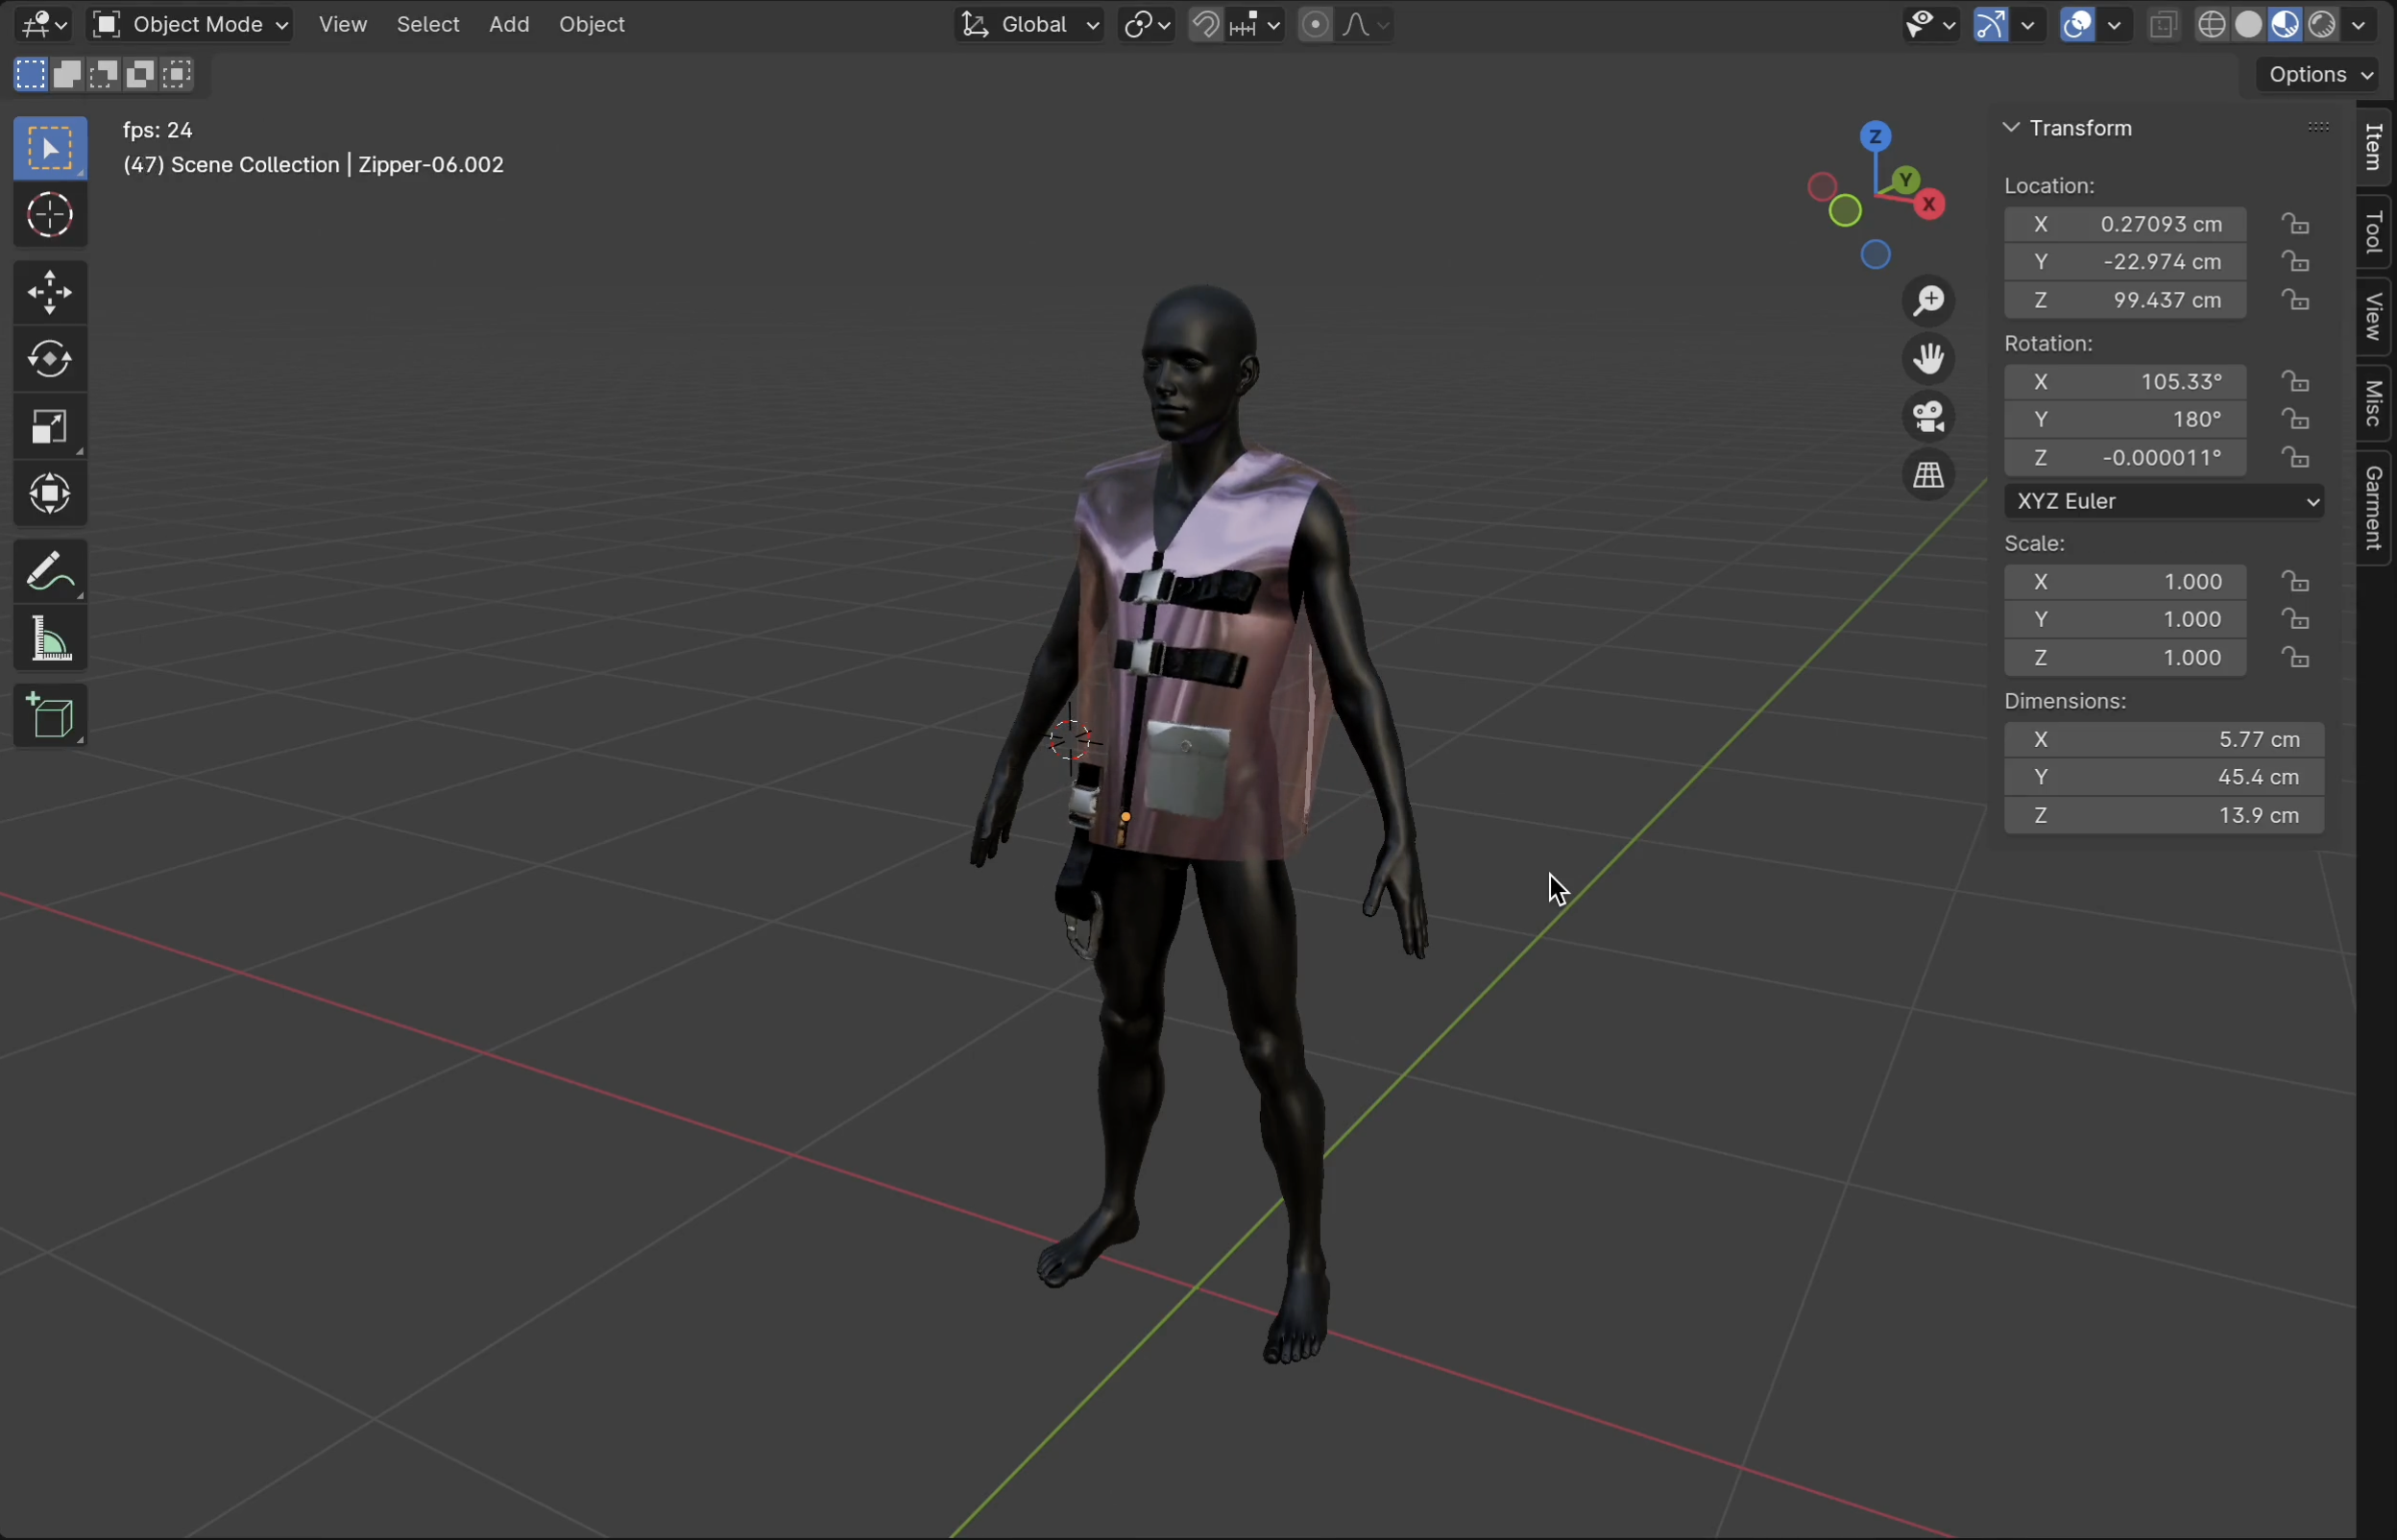 Object Mode View Select Add Object Global
Options
fps: 24
(47) Scene Collection | Zipper-06.002
Z
Y
X
Transform
Location:
X 0.27093 cm
Y -22.974 cm
Z 99.437 cm
Rotation:
X 105.33°
Y 180°
Z -0.000011°
XYZ Euler
Scale:
X 1.000
Y 1.000
Z 1.000
Dimensions:
X 5.77 cm
Y 45.4 cm
Z 13.9 cm
Item
Tool
View
Misc
Garment